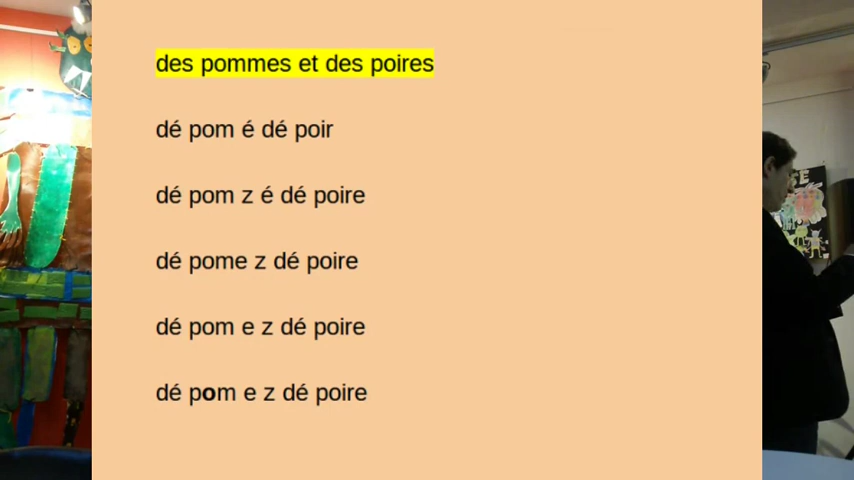 des pommes et des poires
dé pom é dé poir
dé pom z é dé poire
dé pome z dé poire
dé pom e z dé poire
dé pom e z dé poire